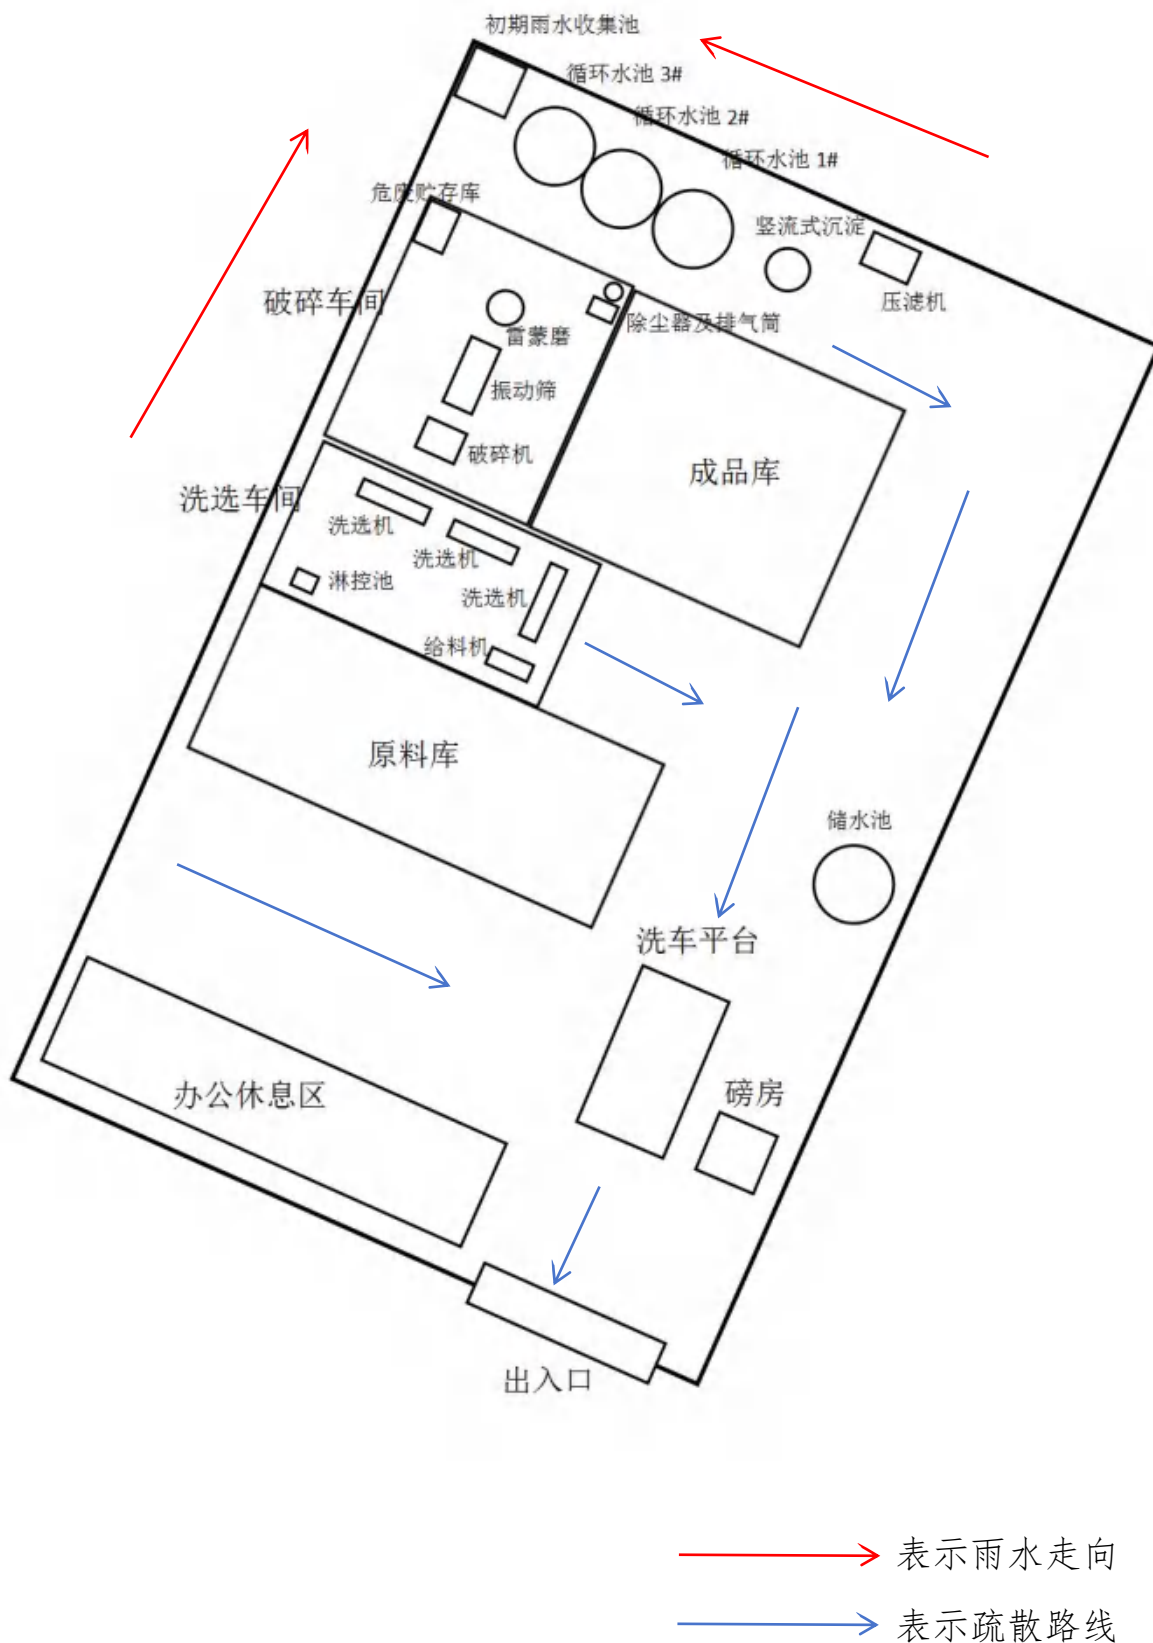 初期雨水收集池
循环水池 3#
循环水池 2#
循环水池 1#
危废贮存库
竖流式沉淀
压滤机
破碎车间
雷蒙磨
除尘器及排气筒
振动筛
破碎机
成品库
洗选车间
洗选机
洗选机
淋控池
洗选机
给料机
原料库
储水池
洗车平台
办公休息区
磅房
出入口
表示雨水走向
表示疏散路线